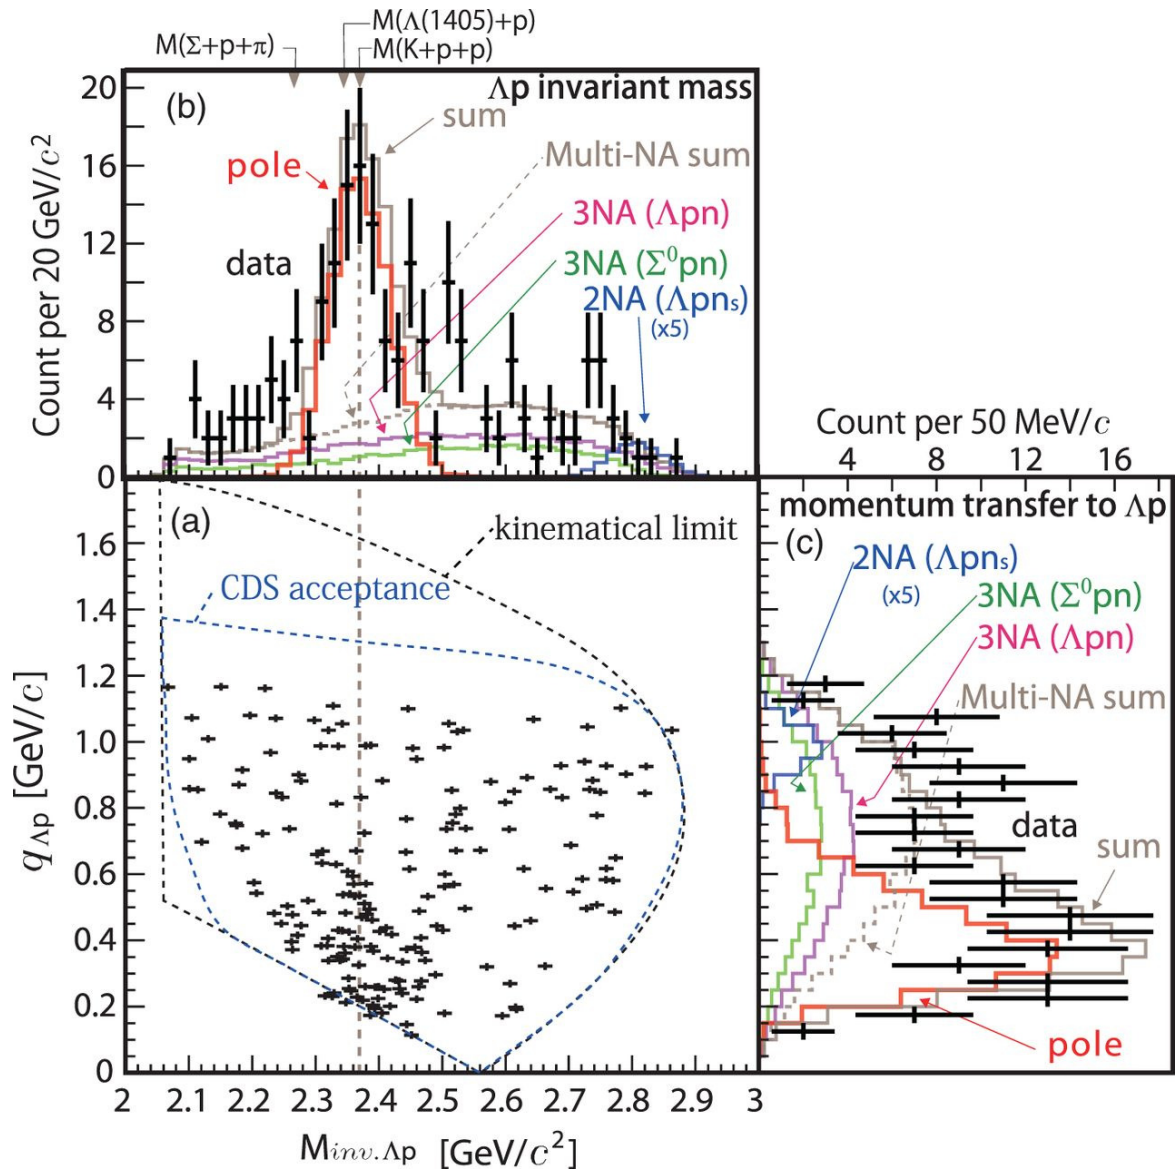 M(Λ(1405)+p)
M(Σ+p+π)
M(K+p+p)
20
16
12
8
4
0
Count per 20 GeV/c²
(b)
Λp invariant mass
sum
Multi-NA sum
pole
3NA (Λpn)
data
3NA (Σ⁰pn)
2NA (Λpnₛ)
(x5)
Count per 50 MeV/c
4 8 12 16
(a)
kinematical limit
CDS acceptance
1.6
1.4
1.2
1.0
0.8
0.6
0.4
0.2
0
qΛp [GeV/c]
2 2.1 2.2 2.3 2.4 2.5 2.6 2.7 2.8 2.9 3
Minv.Λp [GeV/c²]
momentum transfer to Λp
(c)
2NA (Λpnₛ)
(x5)
3NA (Σ⁰pn)
3NA (Λpn)
Multi-NA sum
data
sum
pole